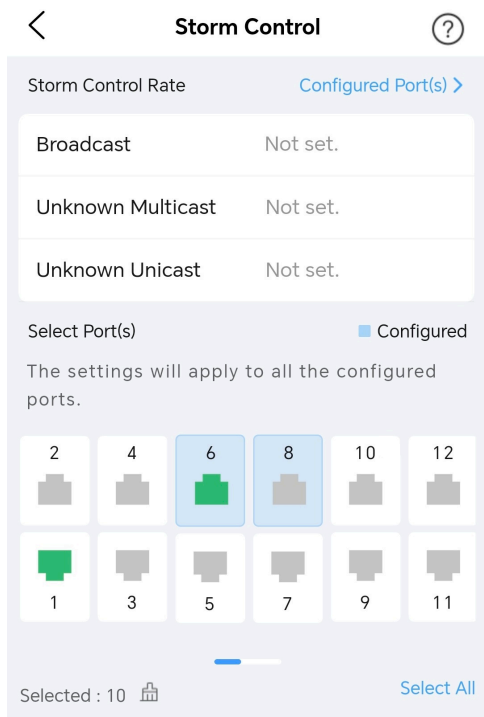 Storm Control
?
Storm Control Rate Configured Port(s)
Broadcast Not set.
Unknown Multicast Not set.
Unknown Unicast Not set.
Select Port(s) Configured
The settings will apply to all the configured
ports.
2 4 6 8 10 12
1 3 5 7 9 11
Selected : 10 Select All